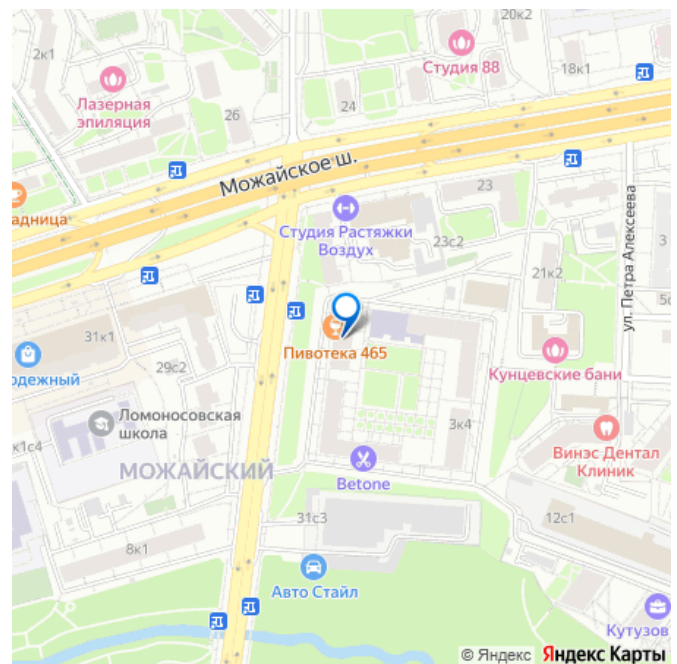 20к2
2к1
Студия 88
18к1
Лазерная
эпиляция
26
24
Можайское ш.
23
адница
Студия Растяжки
Воздух
23с2
ул. Петра Алексеева
3
21к2
5с
31к1
Пивотека 465
29с2
одежный
Кунцевские бани
Ломоносовская
школа
3к4
к1с4
Винэс Дентал
Клиник
МОЖАЙСКИЙ
Betone
31с3
12с1
8к1
Авто Стайл
Кутузов
© Яндекс Яндекс Карты